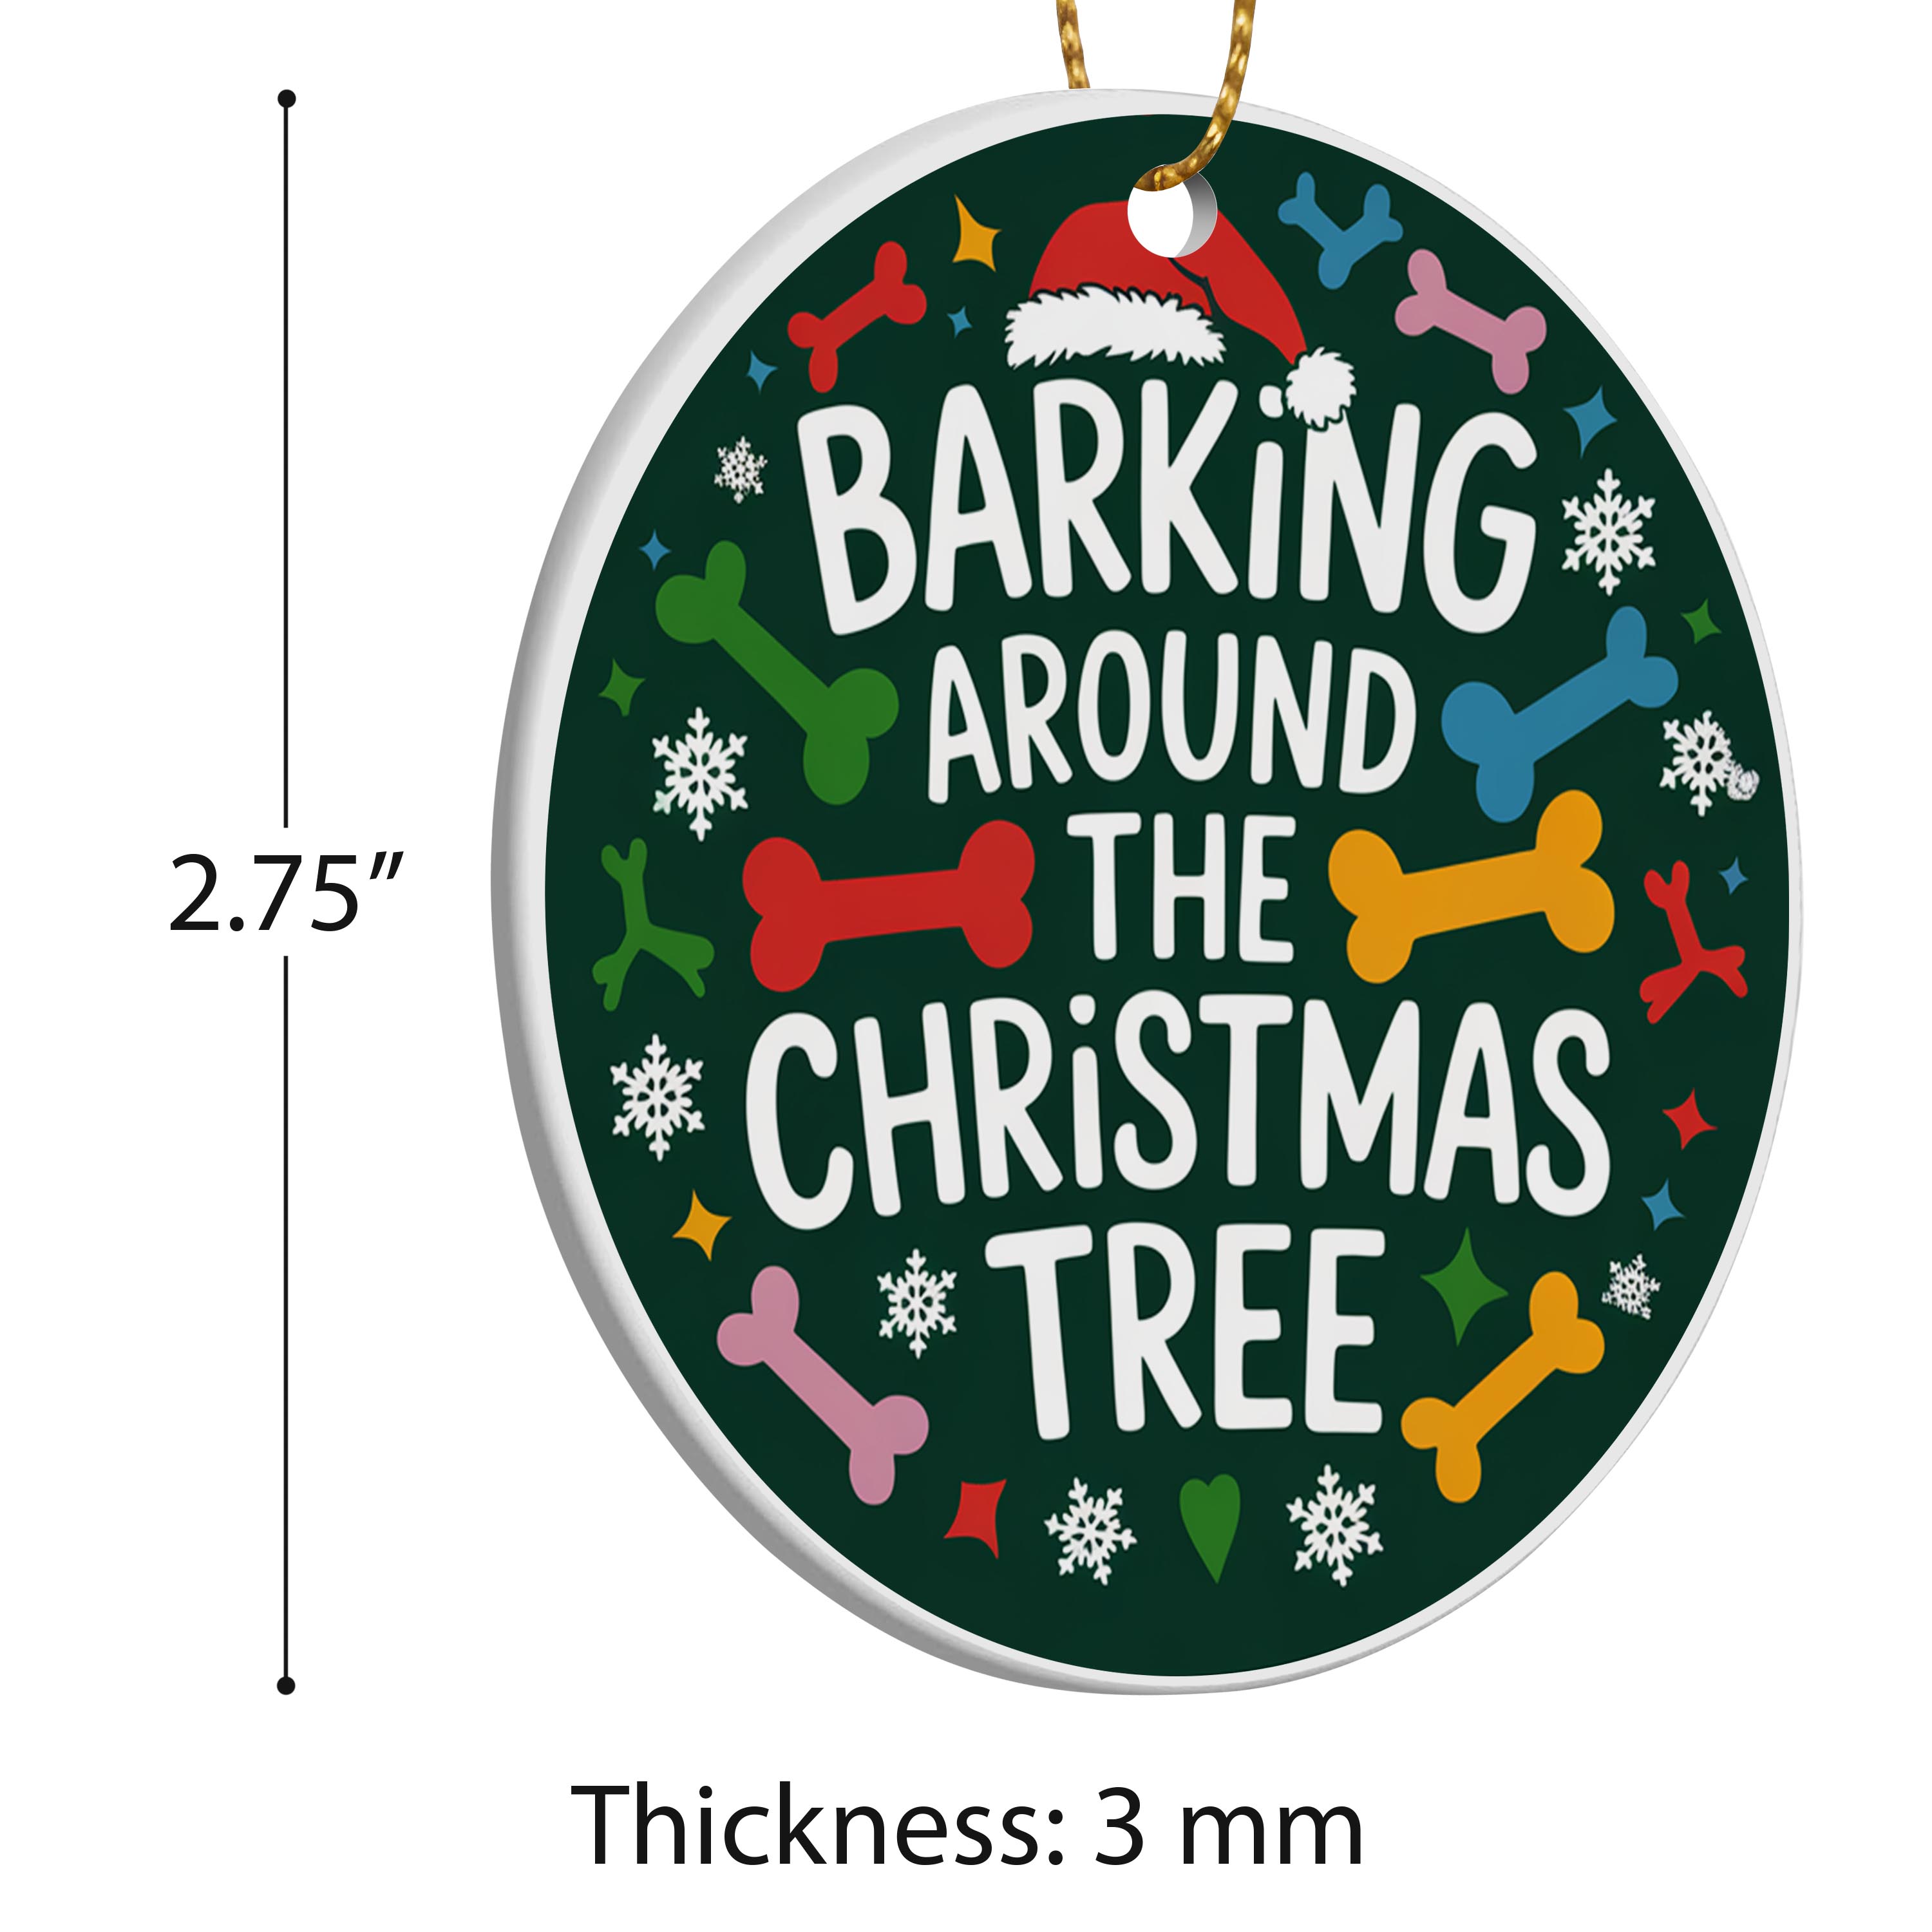 BARKiNG
AROUND
THE
CHRiSTMAS
TREE
2.75"
Thickness: 3 mm